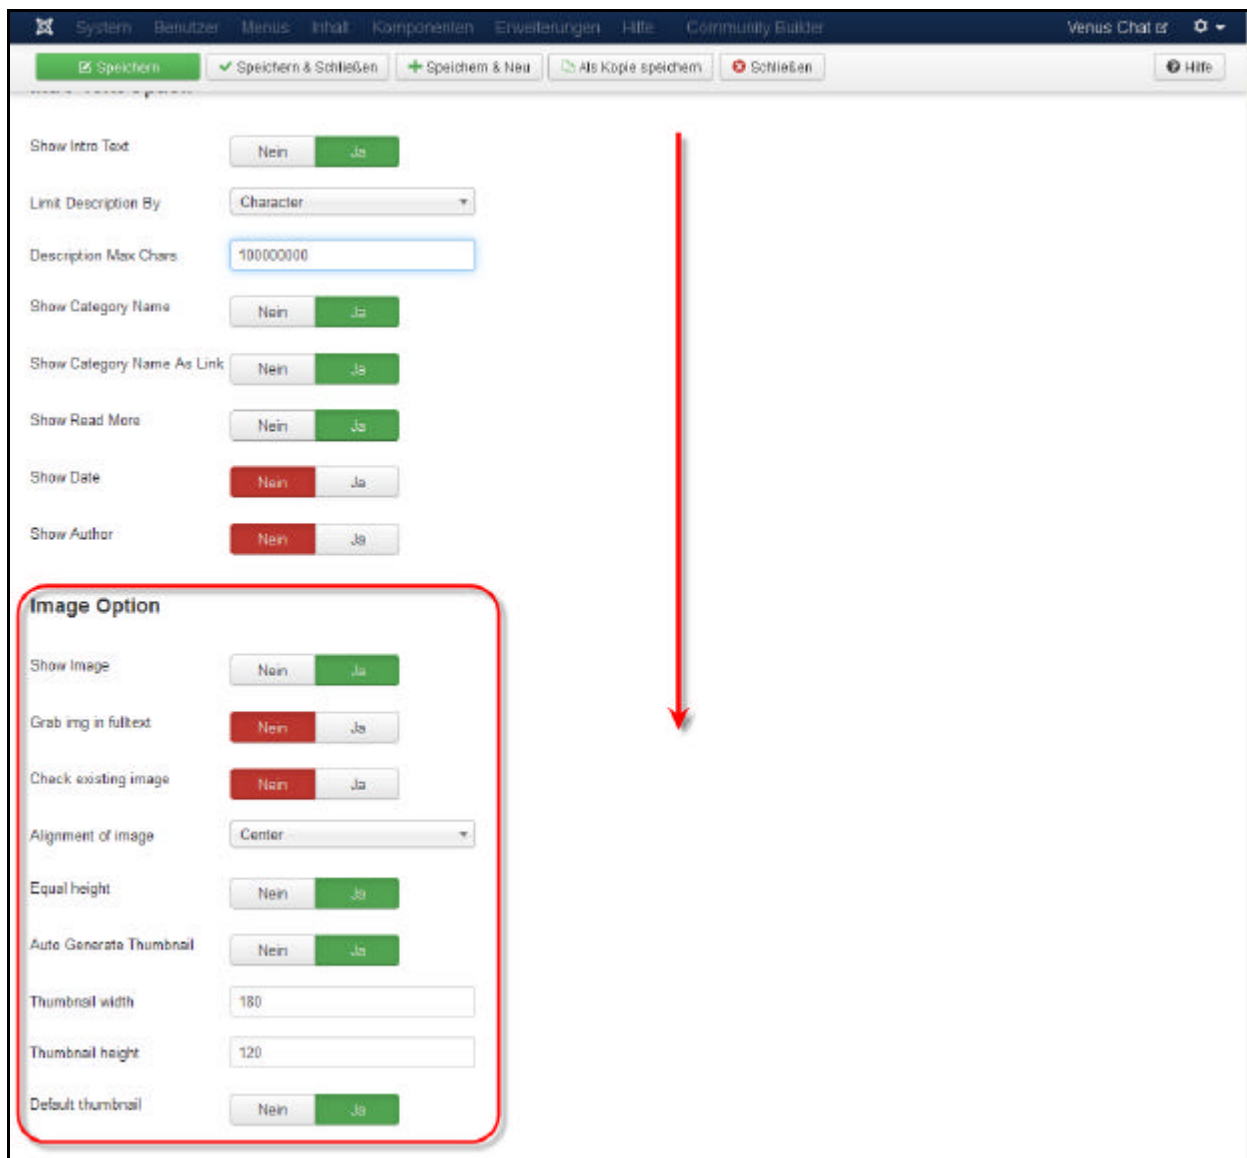 System Benutzer Menüs Inhalt Komponenten Erweiterungen Hilfe Community Builder Venus Chat
Speichern Speichern & Schließen Speichern & Neu Als Kopie speichern Schließen Hilfe
Show Intro Text Nein Ja
Limit Description By Character
Description Max Chars 100000000
Show Category Name Nein Ja
Show Category Name As Link Nein Ja
Show Read More Nein Ja
Show Date Nein Ja
Show Author Nein Ja
Image Option
Show Image Nein Ja
Grab img in fulltext Nein Ja
Check existing image Nein Ja
Alignment of image Center
Equal height Nein Ja
Auto Generate Thumbnail Nein Ja
Thumbnail width 180
Thumbnail height 120
Default thumbnail Nein Ja